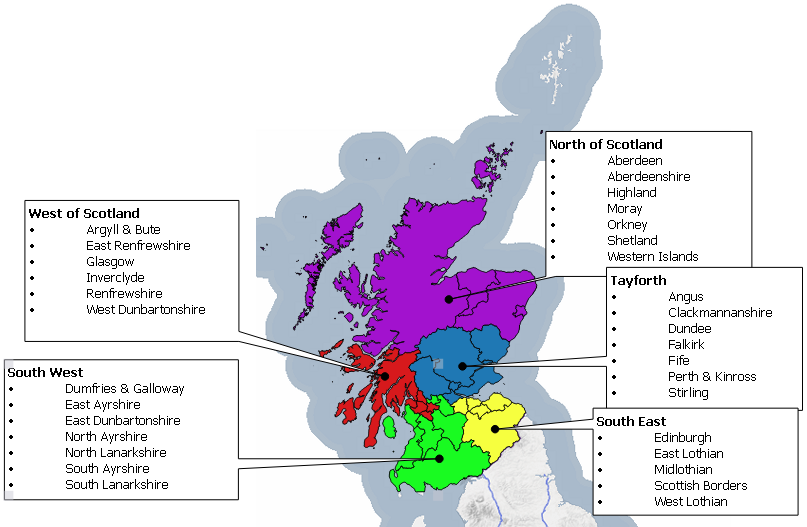 North of Scotland
• Aberdeen
• Aberdeenshire
• Highland
• Moray
• Orkney
• Shetland
• Western Islands
West of Scotland
• Argyll & Bute
• East Renfrewshire
• Glasgow
• Inverclyde
• Renfrewshire
• West Dunbartonshire
Tayforth
• Angus
• Clackmannanshire
• Dundee
• Falkirk
• Fife
• Perth & Kinross
• Stirling
South West
• Dumfries & Galloway
• East Ayrshire
• East Dunbartonshire
• North Ayrshire
• North Lanarkshire
• South Ayrshire
• South Lanarkshire
South East
• Edinburgh
• East Lothian
• Midlothian
• Scottish Borders
• West Lothian